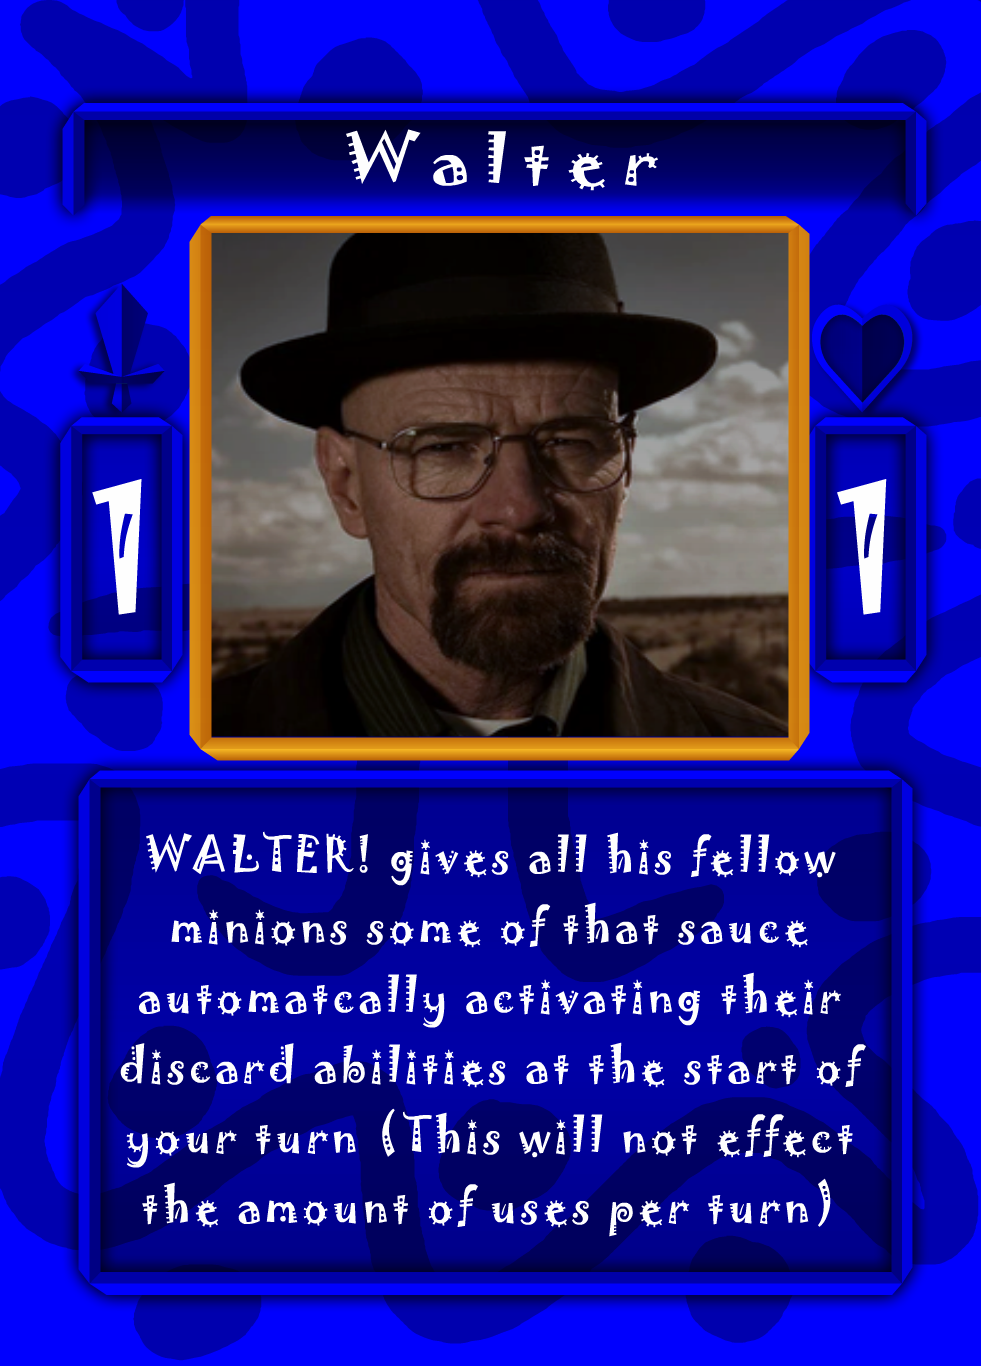 Walter
1
1
WALTER! gives all his fellow
minions some of that sauce
automatcally activating their
discard abilities at the start of
your turn (This will not effect
the amount of uses per turn)